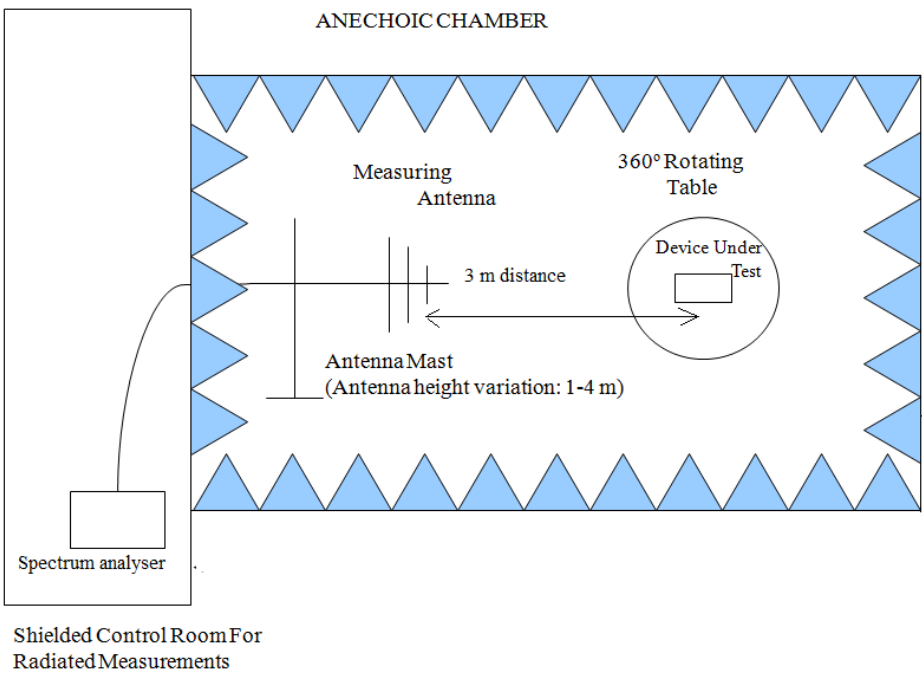 ANECHOIC CHAMBER
Measuring
Antenna
360º Rotating
Table
Device Under
Test
3 m distance
Antenna Mast
(Antenna height variation: 1-4 m)
Spectrum analyser
Shielded Control Room For
Radiated Measurements